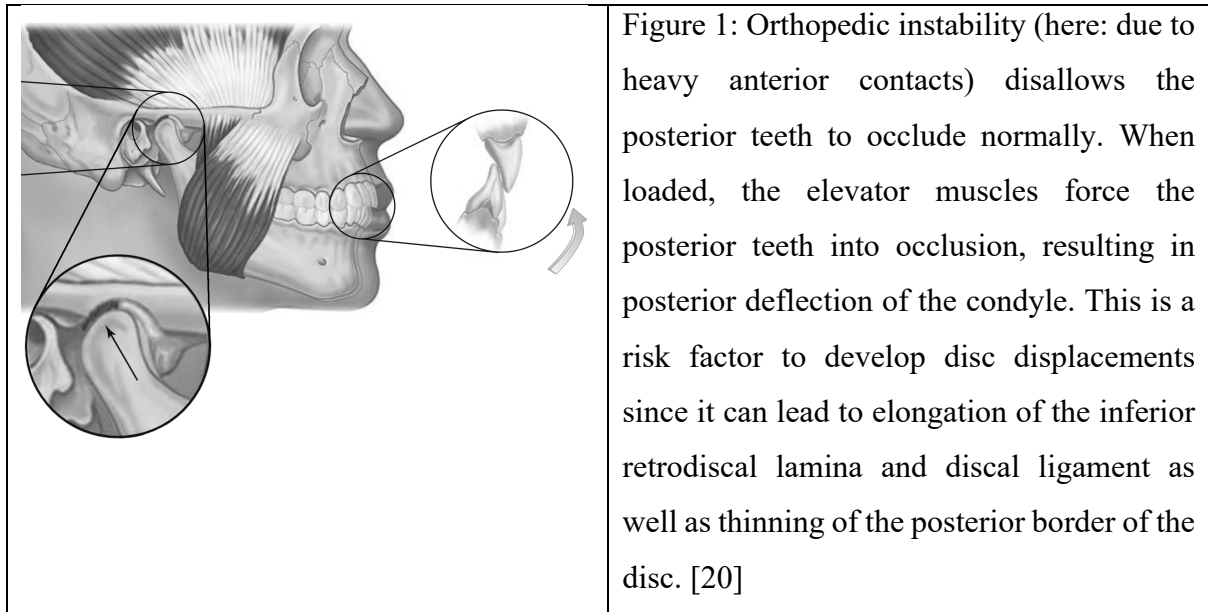 Figure 1: Orthopedic instability (here: due to
heavy anterior contacts) disallows the
posterior teeth to occlude normally. When
loaded, the elevator muscles force the
posterior teeth into occlusion, resulting in
posterior deflection of the condyle. This is a
risk factor to develop disc displacements
since it can lead to elongation of the inferior
retrodiscal lamina and discal ligament as
well as thinning of the posterior border of the
disc. [20]